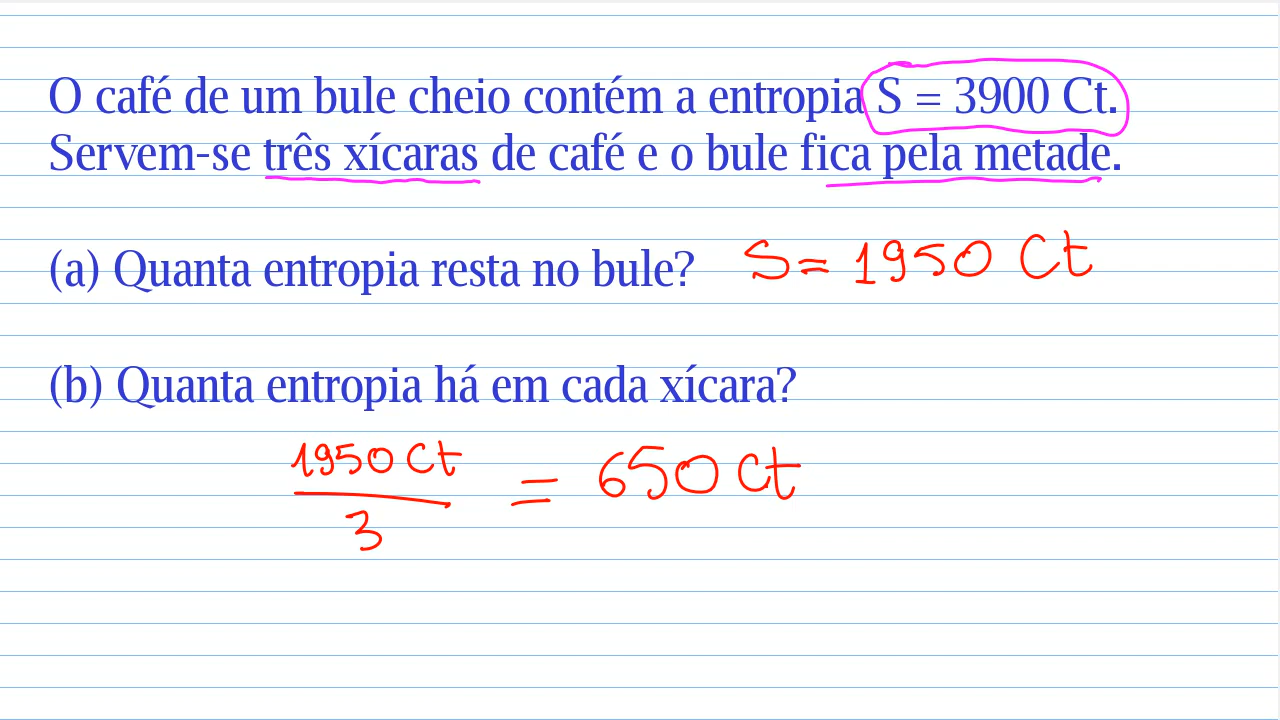 O café de um bule cheio contém a entropia S = 3900 Ct.
Servem-se três xícaras de café e o bule fica pela metade.
(a) Quanta entropia resta no bule? S = 1950 Ct
(b) Quanta entropia há em cada xícara?
1950 Ct
= 650 Ct
3